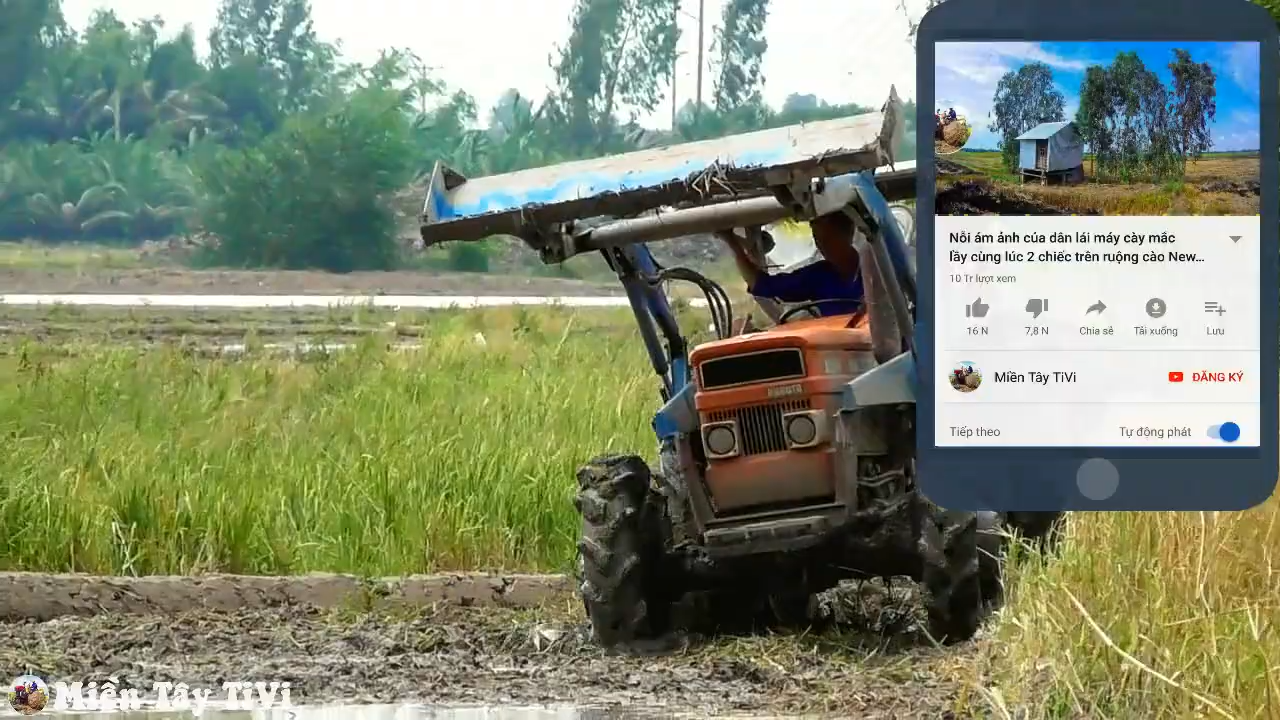 KUBOTA
Nỗi ám ảnh của dân lái máy cày mắc
lầy cùng lúc 2 chiếc trên ruộng cào New...
10 Tr lượt xem
16 N
7,8 N
Chia sẻ
Tải xuống
Lưu
Miền Tây TiVi
ĐĂNG KÝ
Tiếp theo
Tự động phát
Miền Tây TiVi